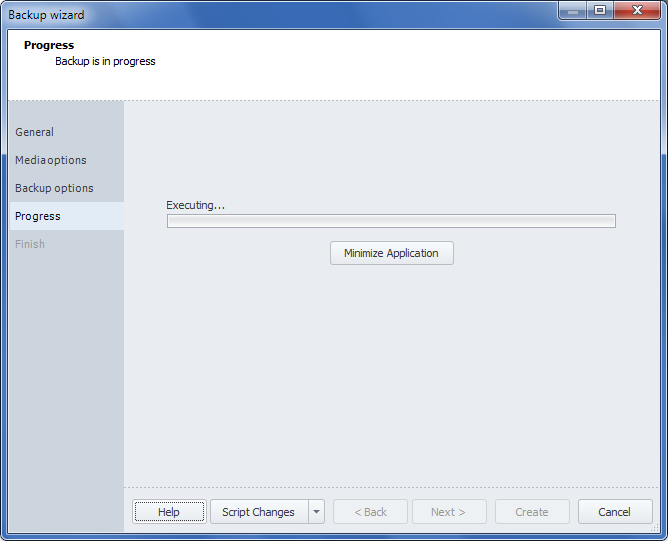 Backup wizard
Progress
Backup is in progress
General
Media options
Backup options
Progress
Finish
Executing...
Minimize Application
Help
Script Changes
< Back
Next >
Create
Cancel